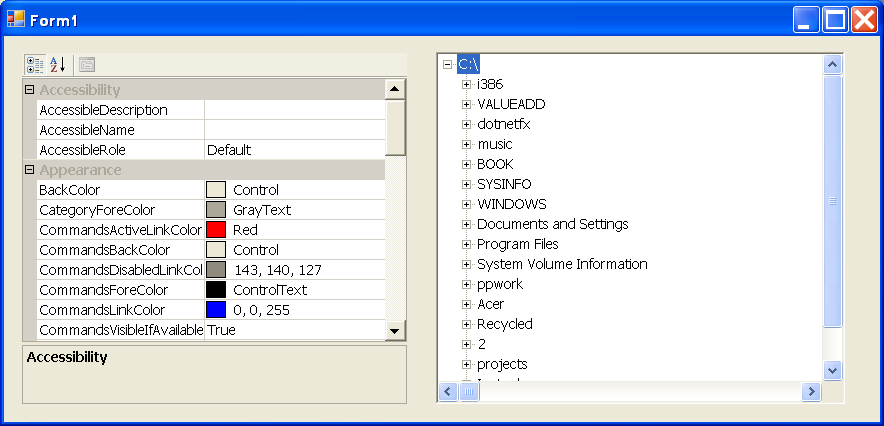 Form1
Accessibility
AccessibleDescription
AccessibleName
AccessibleRole Default
Appearance
BackColor Control
CategoryForeColor GrayText
CommandsActiveLinkColor Red
CommandsBackColor Control
CommandsDisabledLinkCol 143, 140, 127
CommandsForeColor ControlText
CommandsLinkColor 0, 0, 255
CommandsVisibleIfAvailable True
Accessibility
C:\
i386
VALUEADD
dotnetfx
music
BOOK
SYSINFO
WINDOWS
Documents and Settings
Program Files
System Volume Information
ppwork
Acer
Recycled
2
projects